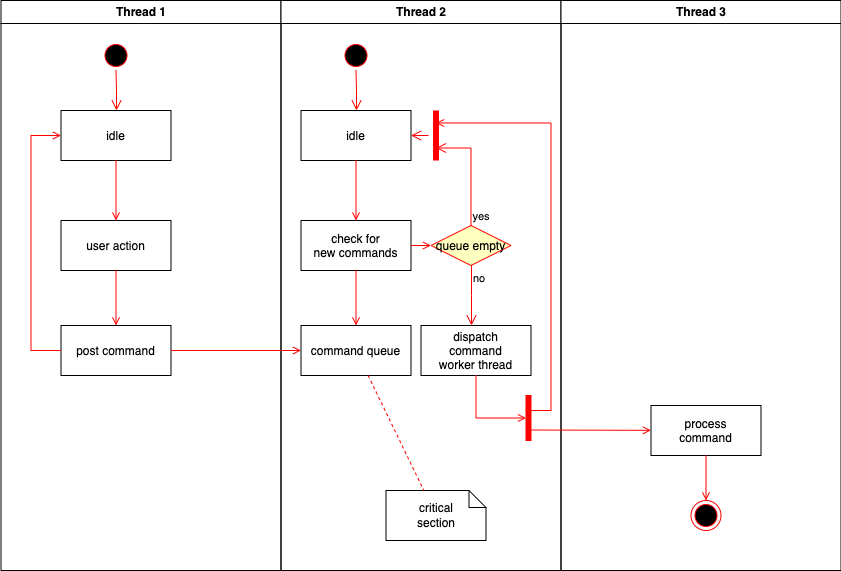 Thread 1
Thread 2
Thread 3
idle
idle
user action
check for
new commands
yes
queue empty
no
post command
command queue
dispatch
command
worker thread
process
command
critical
section